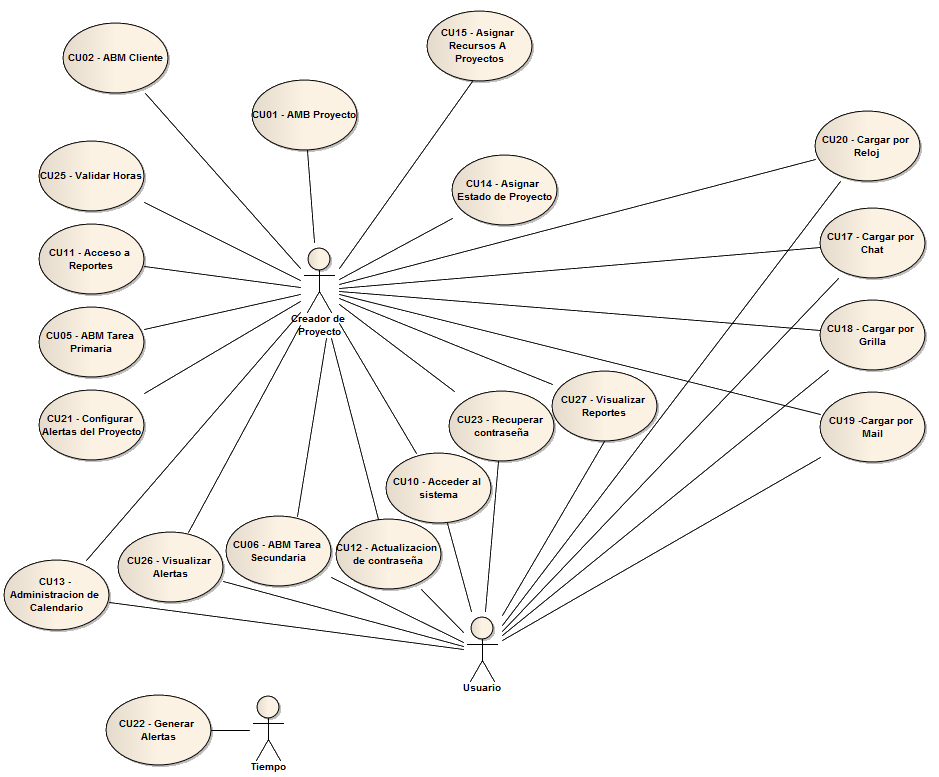 CU15 - Asignar
Recursos A
Proyectos
CU02 - ABM Cliente
CU01 - AMB Proyecto
CU20 - Cargar por
Reloj
CU25 - Validar Horas
CU14 - Asignar
Estado de Proyecto
CU17 - Cargar por
Chat
CU11 - Acceso a
Reportes
Creador de
Proyecto
CU05 - ABM Tarea
Primaria
CU18 - Cargar por
Grilla
CU21 - Configurar
Alertas del Proyecto
CU23 - Recuperar
contraseña
CU27 - Visualizar
Reportes
CU19 -Cargar por
Mail
CU10 - Acceder al
sistema
CU13 -
Administracion de
Calendario
CU26 - Visualizar
Alertas
CU06 - ABM Tarea
Secundaria
CU12 - Actualizacion
de contraseña
Usuario
CU22 - Generar
Alertas
Tiempo